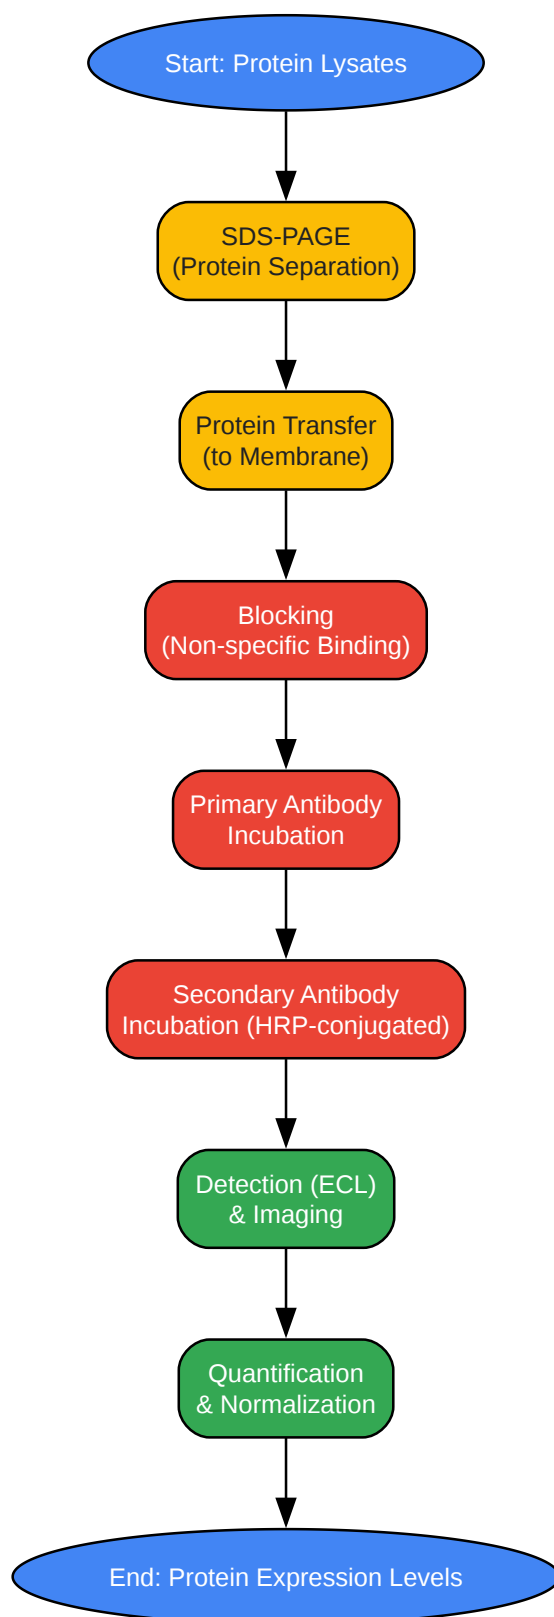 Start: Protein Lysates
SDS-PAGE
(Protein Separation)
Protein Transfer
(to Membrane)
Blocking
(Non-specific Binding)
Primary Antibody
Incubation
Secondary Antibody
Incubation (HRP-conjugated)
Detection (ECL)
& Imaging
Quantification
& Normalization
End: Protein Expression Levels